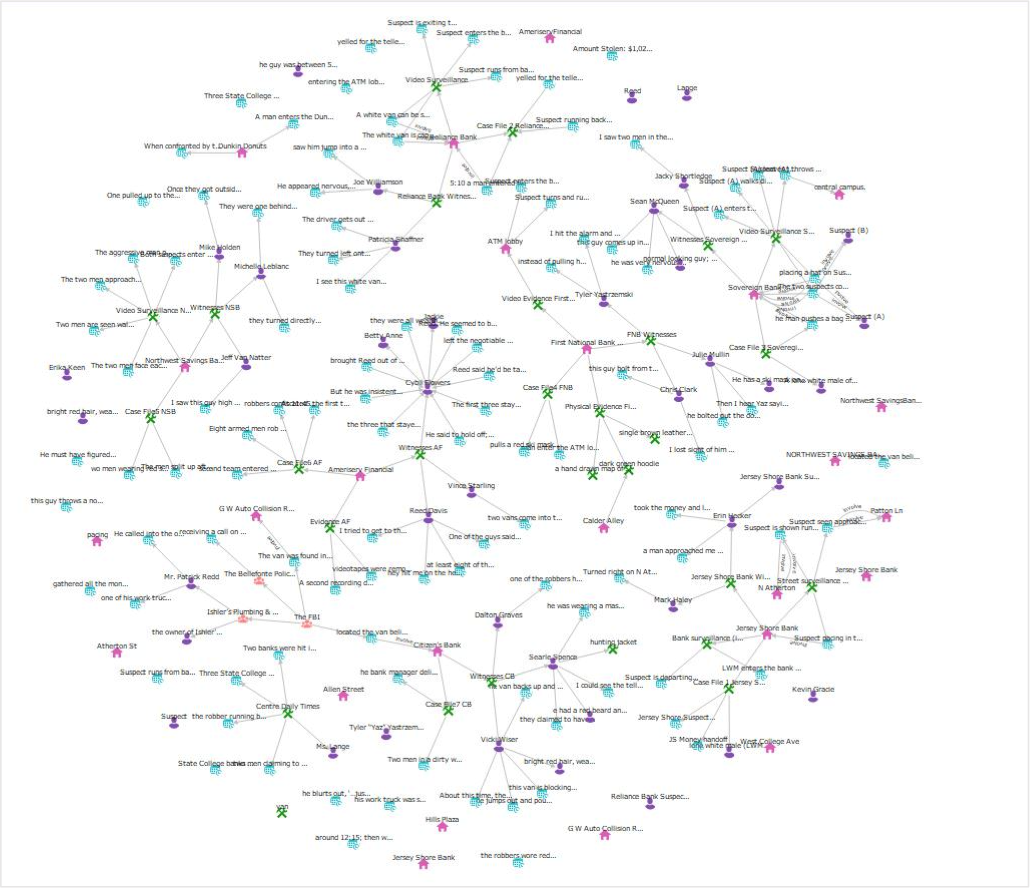 Suspect is exiting t...
Suspect enters the b...
Ameriserv Financial
yelled for the telle...
Amount Stolen: $1,02...
he guy was between 5...
Video Surveillance
Suspect runs from ba...
yelled for the telle...
entering the ATM lob...
Reed
Lange
Three State College ...
A man enters the Dun...
A white van can be s...
Case File 2 Reliance...
Suspect running back...
The white van is
Reliance Bank
I saw two men in the...
When confronted by t...
Dunkin Donuts
saw him jump into a ...
Joe Williamson
He appeared nervous,...
5:10 a man entered
enters the b...
Jacky Shortledge
Suspect (A) walks di...
throws ...
central campus.
One pulled up to the...
Once they got outsid...
They were one behind...
Reliance Bank Witnes...
Suspect turns and ru...
Sean McQueen
Suspect (A) enters t...
The driver gets out ...
Patricia Shaffner
ATM lobby
I hit the alarm and ...
this guy comes in...
Witnesses Sovereign ...
Video Surveillance S...
Suspect (B)
The aggressive man
Both suspects enter ...
Mike Holden
Michelle Leblanc
They turned left ont...
instead of pulling h...
he was very nervous
normal looking guy; ...
placing a hat on Sus...
The two men approach...
I see this white van...
Sovereign Bank
The two suspects co...
Video Surveillance N...
Witnesses NSB
Video Evidence First...
Tyler Yastrzemski
Two men are seen wal...
they turned directly...
they were all
Jackie
He seemed to b...
he man pushes a bag ...
Suspect (A)
Betty Anne
left the negotiable ...
First National Bank ...
FNB Witnesses
Case File 3 Soveregi...
Erika Keen
The two men face eac...
Northwest Savings Ba...
Jeff Van Natter
brought Reed out of ...
Reed said he'd be ta...
this guy bolt from t...
Julie Mullin
He has a ski mask
white male of...
Cybil Flowers
But he was insistent...
Case File4 FNB
Chris Clark
Northwest SavingsBan...
bright red hair, wea...
Case File5 NSB
I saw this guy high ...
robbers
the first t...
The first three stay...
Physical Evidence Fi...
Then I hear Yaz sayi...
he bolted out the do...
Eight armed men rob ...
the three that staye...
He said to hold off;...
pulls a red ski mask...
enter the ATM lo...
single brown leather...
I lost sight of him ...
NORTHWEST SAVINGS BA...
located the van beli...
He must have figured...
wo men wearing
The men split up
second team entered ...
Case File6 AF
Witnesses AF
Ameriserv Financial
a hand drawn map of
dark green hoodie
Jersey Shore Bank Su...
this guy throws a no...
Vince Starling
G W Auto Collision R...
Evidence AF
I tried to get to th...
Reed Davis
two vans come into t...
Calder Alley
took the money and I...
Erin Hocker
Suspect is shown run...
Suspect seen approac...
Patton Ln
pacing
He called into the o...
receiving a call on ...
One of the guys said...
The van was found in...
videotapes were
at least eight of th...
hey hit me on the
a man approached me ...
gathered all the mon...
Mr. Patrick Redd
The Bellefonte Polic...
A second recording d...
one of the robbers h...
Turned right on N At...
Jersey Shore Bank Wi...
N Atherton
Street surveillance ...
Jersey Shore Bank
one of his work truc...
Ishler's Plumbing & ...
The FBI
Dalton Graves
he was wearing a mas...
Mark Haley
the owner of Ishler'...
located the van beli...
involve
Citizen's Bank
hunting jacket
Bank surveillance (i...
Jersey Shore Bank
Suspect pacing in t...
Atherton St
Two banks were hit i...
Searle Spence
Suspect runs from ba...
Three State College ...
he bank manager deli...
Witnesses CB
I could see the tell...
Suspect is departing...
LWM enters the bank ...
Case File 1 Jersey S...
Allen Street
he van backs up and ...
Kevin Gracie
Suspect
the robber running b...
Centre Daily Times
Case File7 CB
e had a red beard an...
they claimed to have
Jersey Shore Suspect...
Tyler "Yaz" Yastrzem...
Ms. Lange
Vicki Wiser
JS Money handoff
lone white male (LWM...
West College Ave
State College banks
two men claiming to ...
Two men in a dirty w...
bright red hair, wea...
this van is blocking...
he blurts out, '..jus...
his work truck was s...
About this time, the...
he jumps out and pou...
Reliance Bank Suspec...
van
Hills Plaza
G W Auto Collision R...
around 12:15; then w...
Jersey Shore Bank
the robbers wore red...